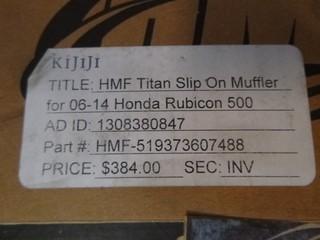 KiJiJi
TITLE: HMF Titan Slip On Muffler
for 06-14 Honda Rubicon 500
AD ID: 1308380847
Part #: HMF-519373607488
PRICE: $384.00 SEC: INV